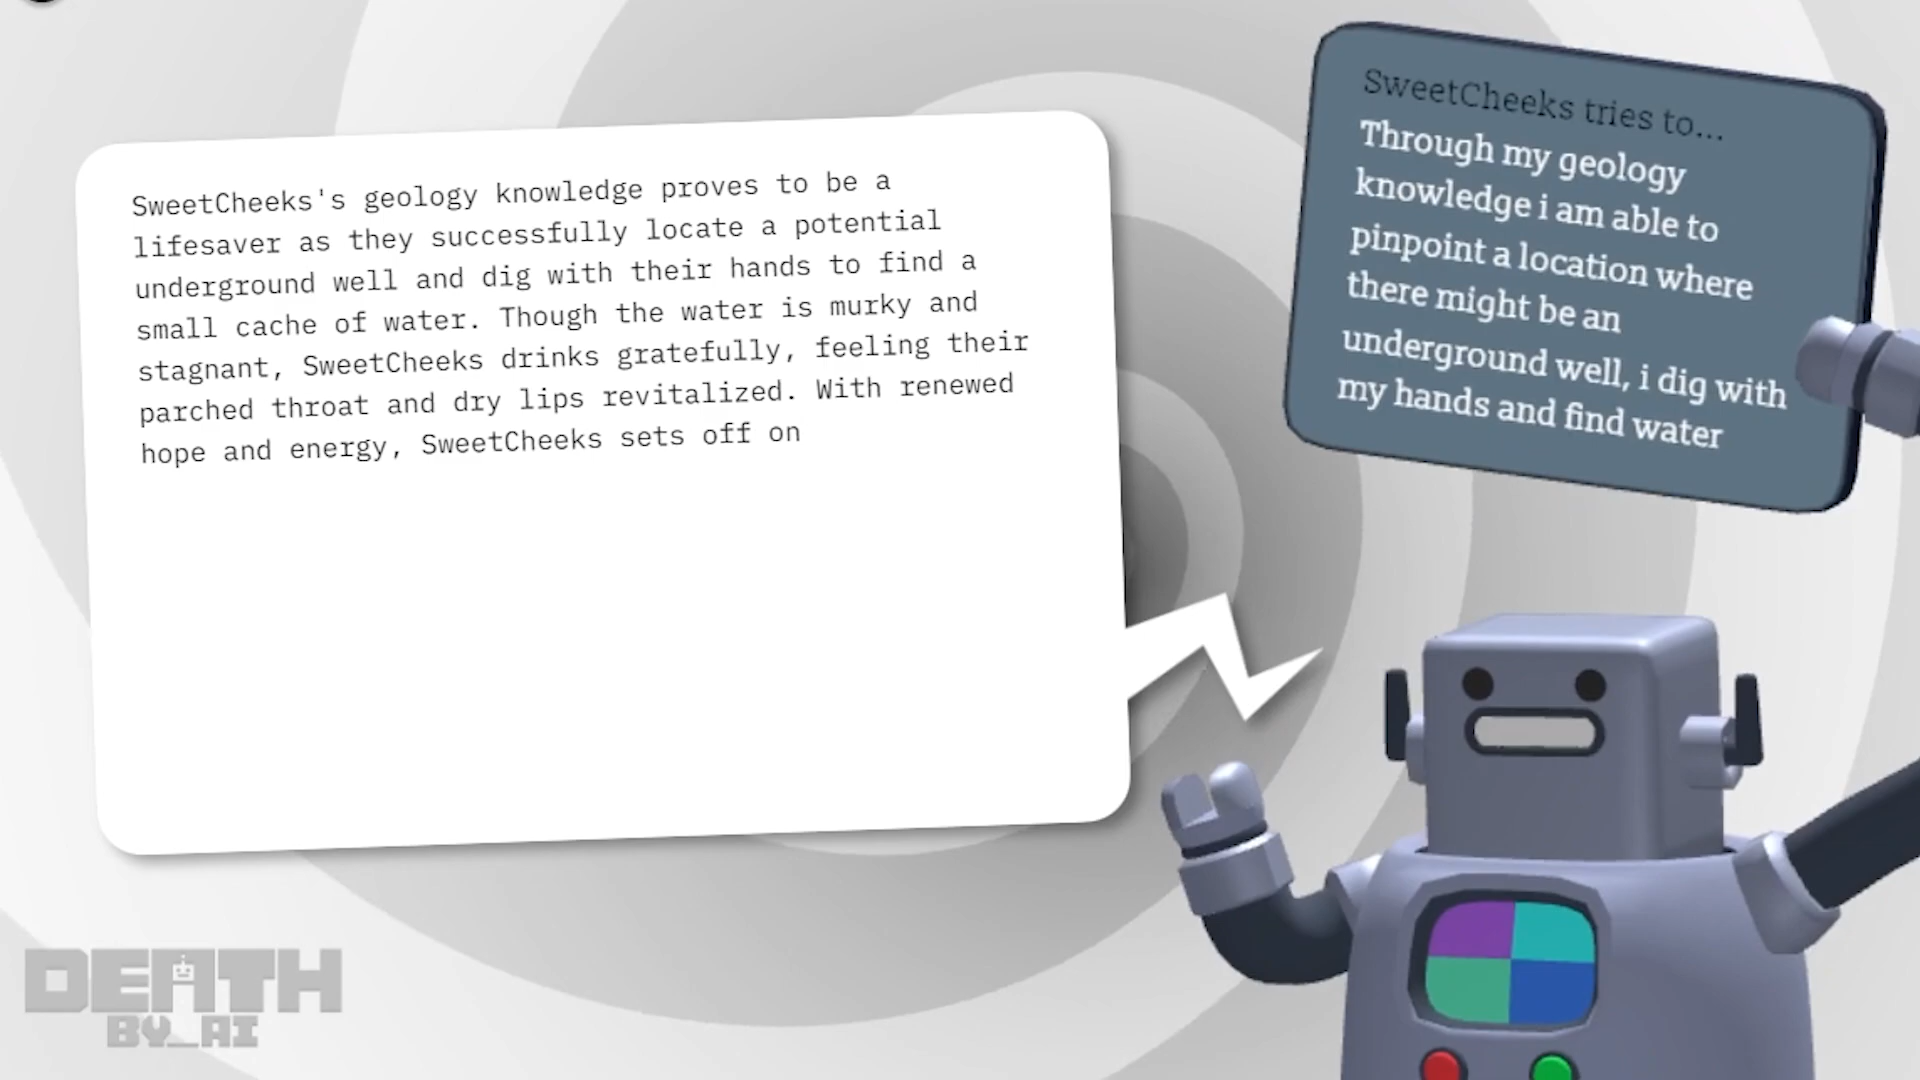 SweetCheeks's geology knowledge proves to be a
lifesaver as they successfully locate a potential
underground well and dig with their hands to find a
small cache of water. Though the water is murky and
stagnant, SweetCheeks drinks gratefully, feeling their
parched throat and dry lips revitalized. With renewed
hope and energy, SweetCheeks sets off on
SweetCheeks tries to...
Through my geology
knowledge i am able to
pinpoint a location where
there might be an
underground well, i dig with
my hands and find water
DEATH
BY_AI